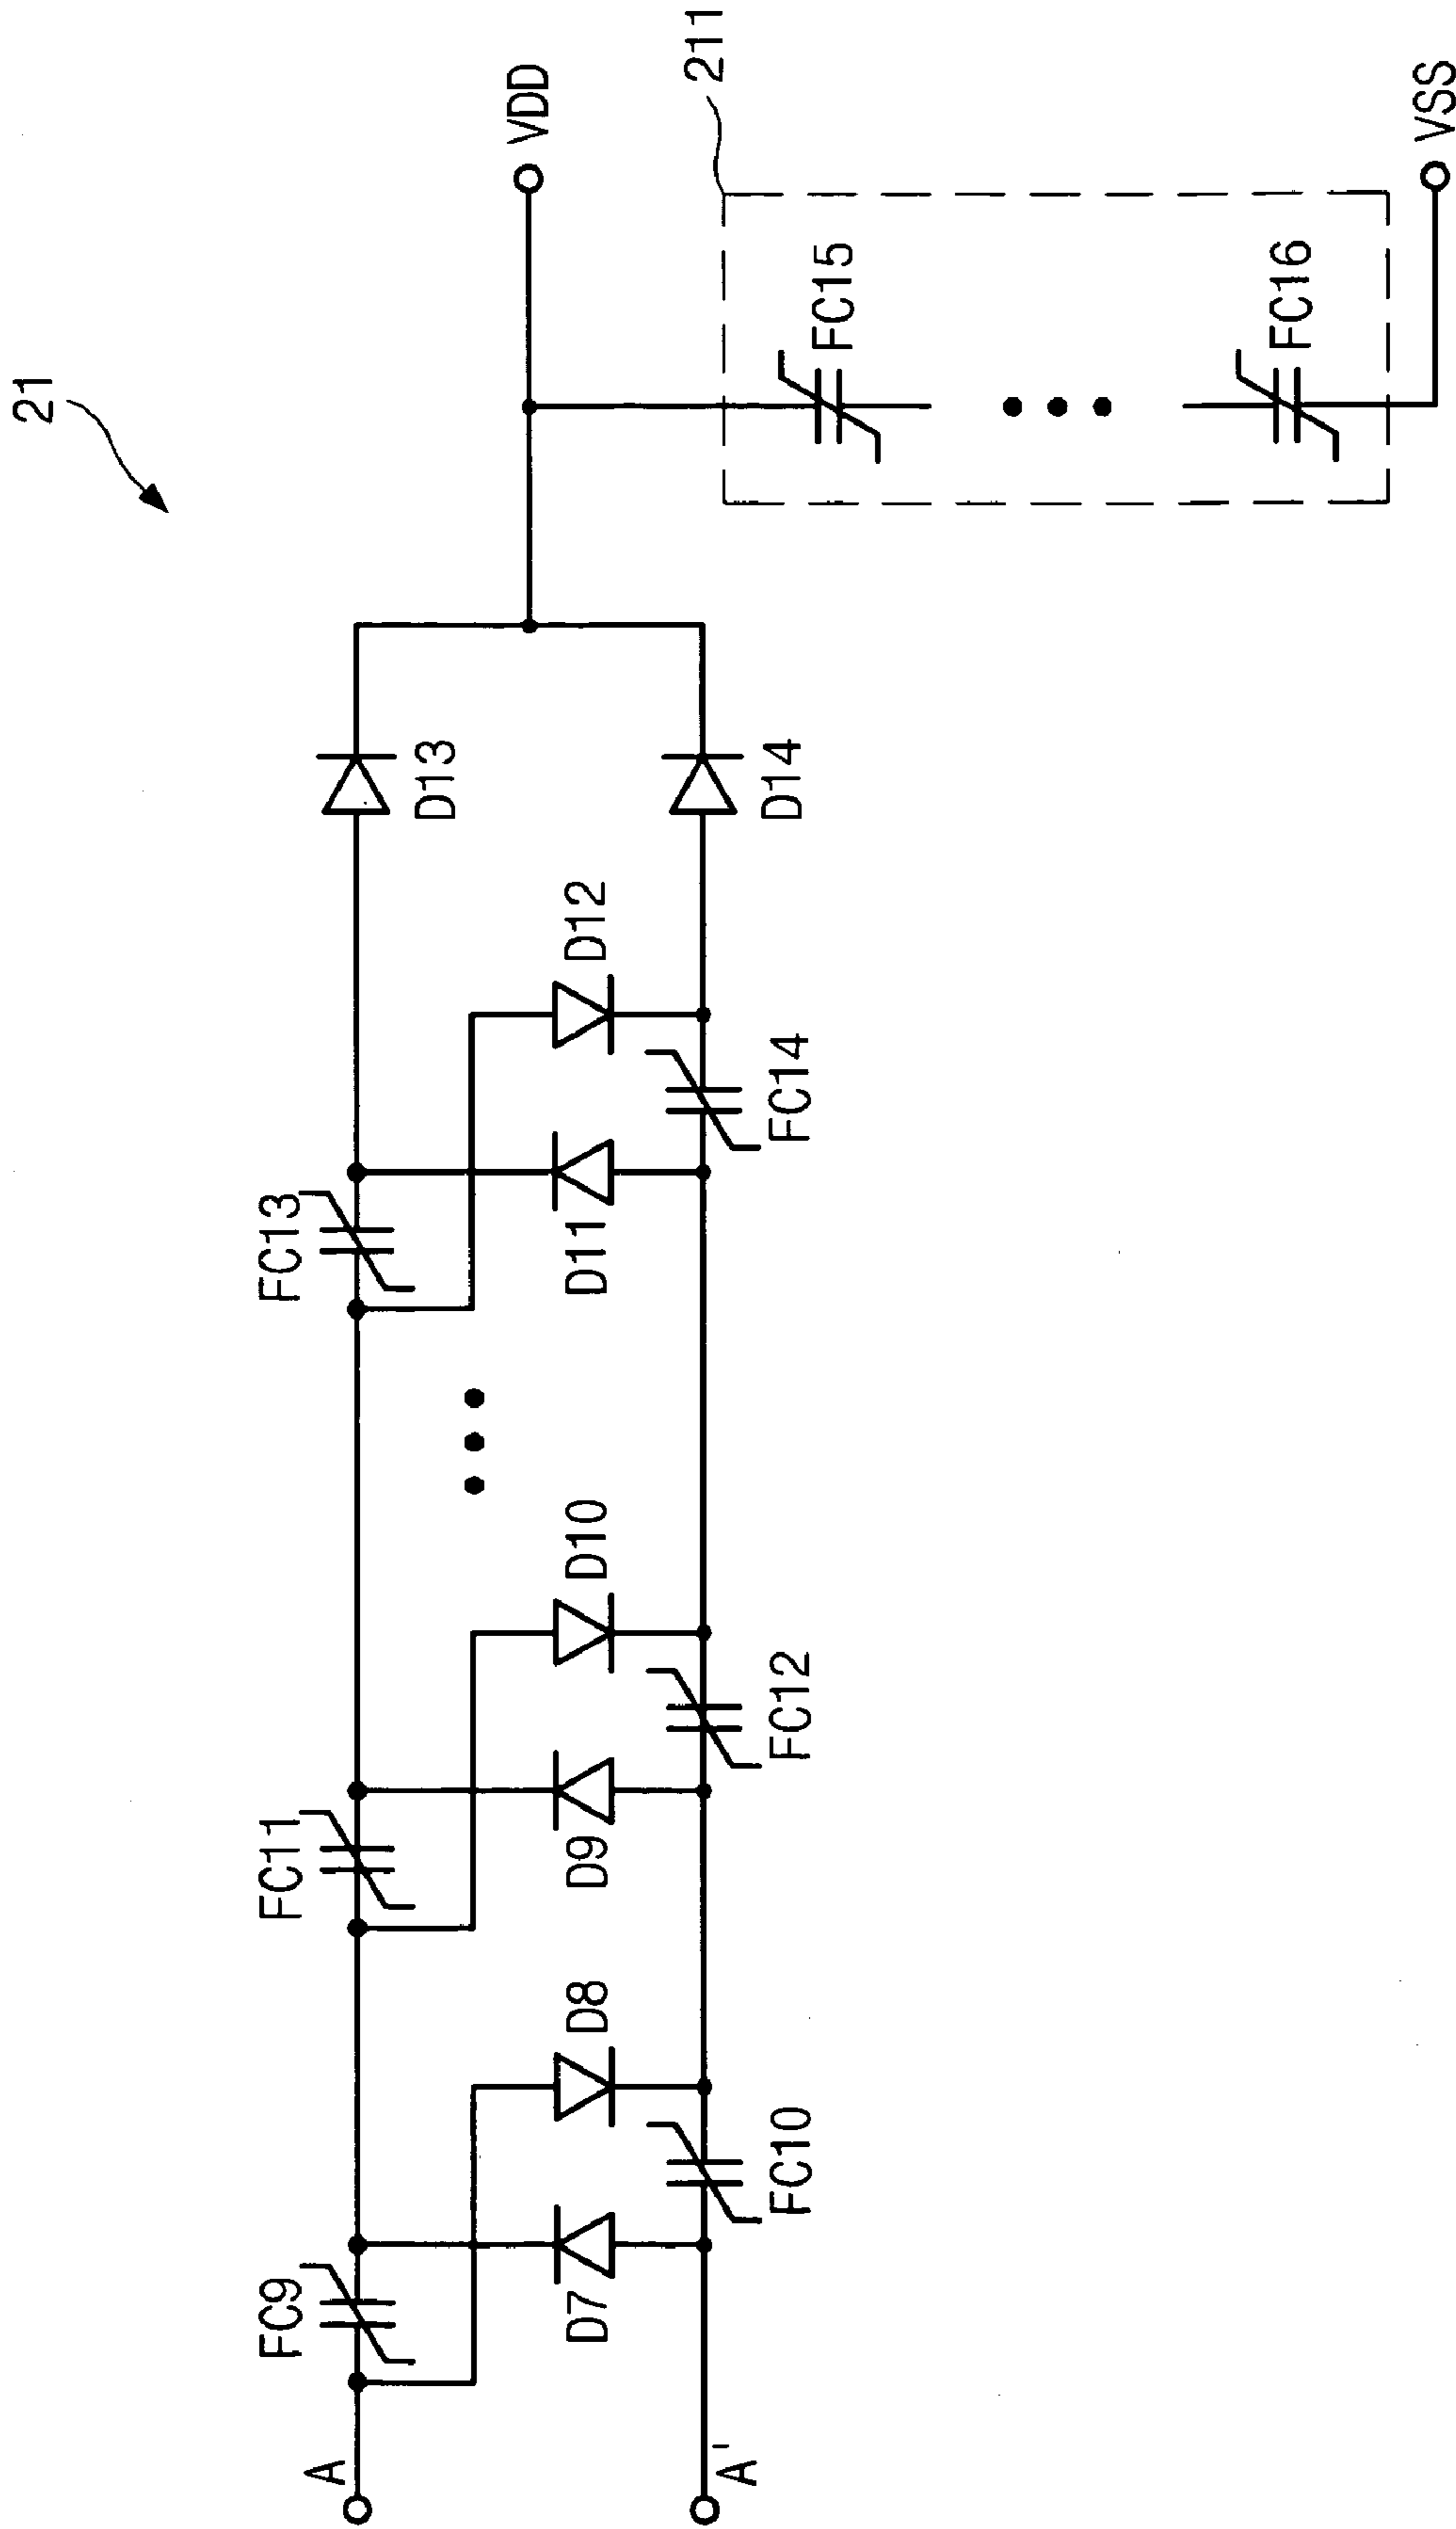 21
A
A'
FC9
D7
D8
FC10
FC11
D9
D10
FC12
FC13
D11
D12
FC14
D13
D14
VDD
211
FC15
FC16
VSS